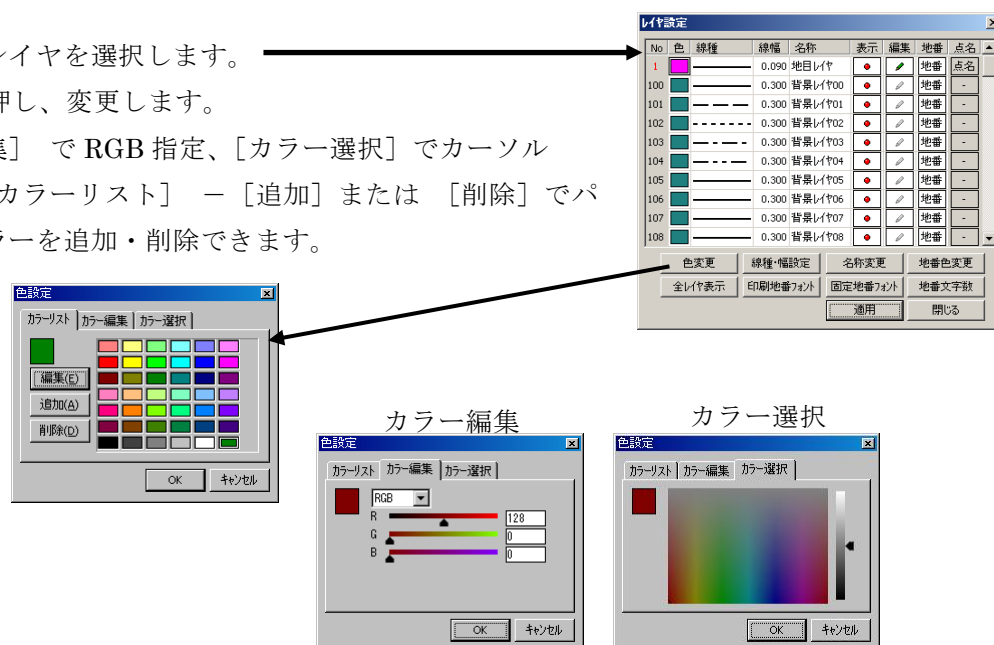 レイヤを選択します。
押し、変更します。
集］ で RGB 指定、［カラー選択］でカーソル
カラーリスト］ －［追加］または ［削除］でパ
ラーを追加・削除できます。
レイヤ設定
No 色 線種 線幅 名称 表示 編集 地番 点名
1 0.090 地目レイヤ 地番 点名
100 0.300 背景レイヤ00 地番 -
101 0.300 背景レイヤ01 地番 -
102 0.300 背景レイヤ02 地番 -
103 0.300 背景レイヤ03 地番 -
104 0.300 背景レイヤ04 地番 -
105 0.300 背景レイヤ05 地番 -
106 0.300 背景レイヤ06 地番 -
107 0.300 背景レイヤ07 地番 -
108 0.300 背景レイヤ08 地番 -
色変更 線種・幅設定 名称変更 地番色変更
全レイヤ表示 印刷地番フォント 固定地番フォント 地番文字数
適用 閉じる
色設定
カラーリスト カラー編集 カラー選択
編集(E)
追加(A)
削除(D)
OK キャンセル
カラー編集
色設定
カラーリスト カラー編集 カラー選択
RGB
R 128
G 0
B 0
OK キャンセル
カラー選択
色設定
カラーリスト カラー編集 カラー選択
OK キャンセル